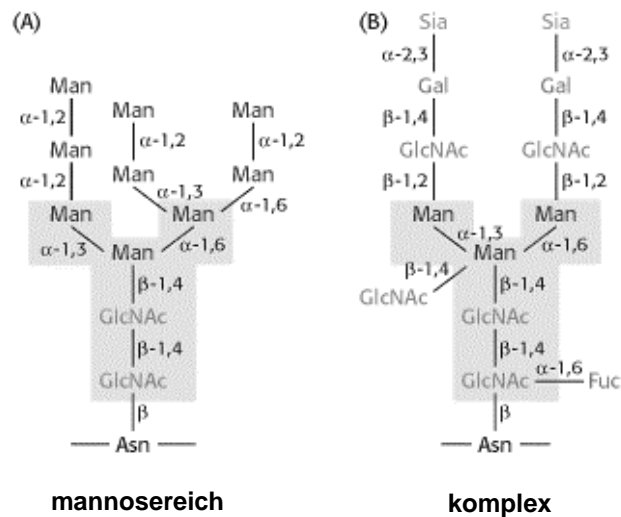 (A)
Man
α-1,2
Man
α-1,2
Man
α-1,3
Man
α-1,2
Man
α-1,3
Man
α-1,2
Man
α-1,6
Man
α-1,6
Man
β-1,4
GlcNAc
β-1,4
GlcNAc
β
Asn
mannosereich
(B)
Sia
α-2,3
Gal
β-1,4
GlcNAc
β-1,2
Man
α-1,3
Sia
α-2,3
Gal
β-1,4
GlcNAc
β-1,2
Man
α-1,6
Man
β-1,4
GlcNAc
β-1,4
GlcNAc
β-1,4
GlcNAc
α-1,6
Fuc
β
Asn
komplex